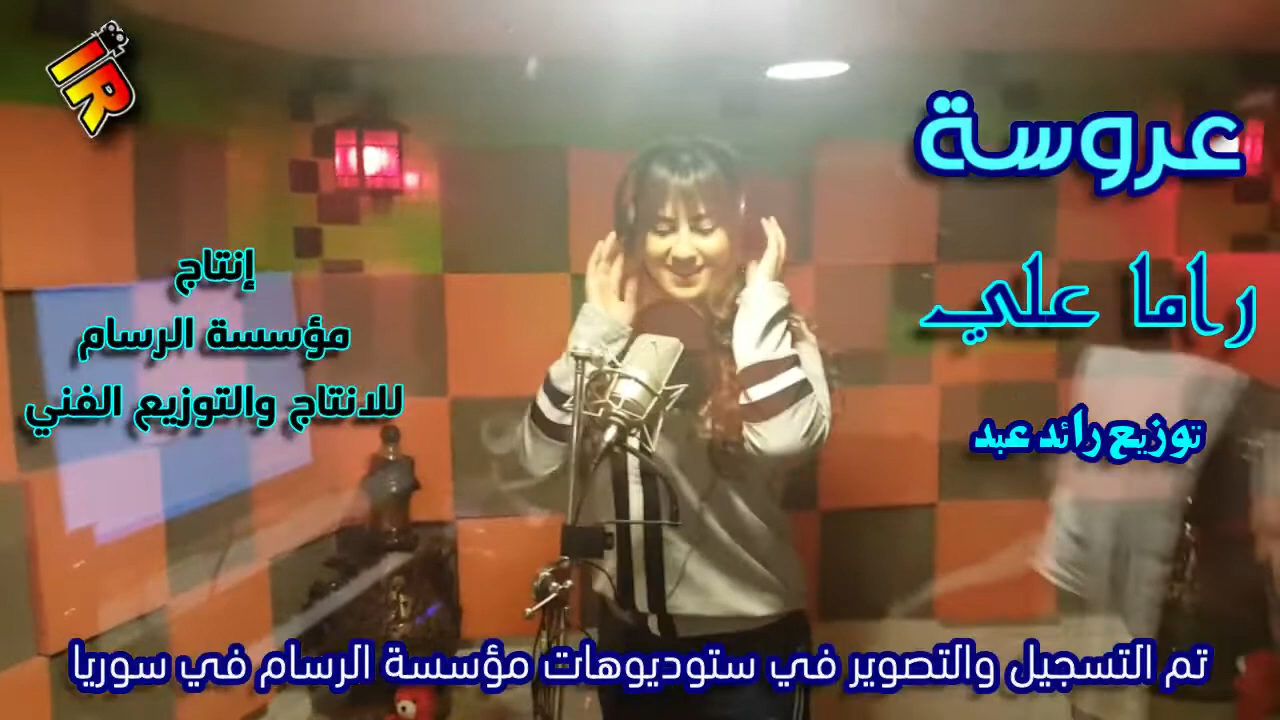 IR
عروسة
راما علي
توزيع رائد عبد
إنتاج
مؤسسة الرسام
للانتاج والتوزيع الفني
تم التسجيل والتصوير في ستوديوهات مؤسسة الرسام في سوريا